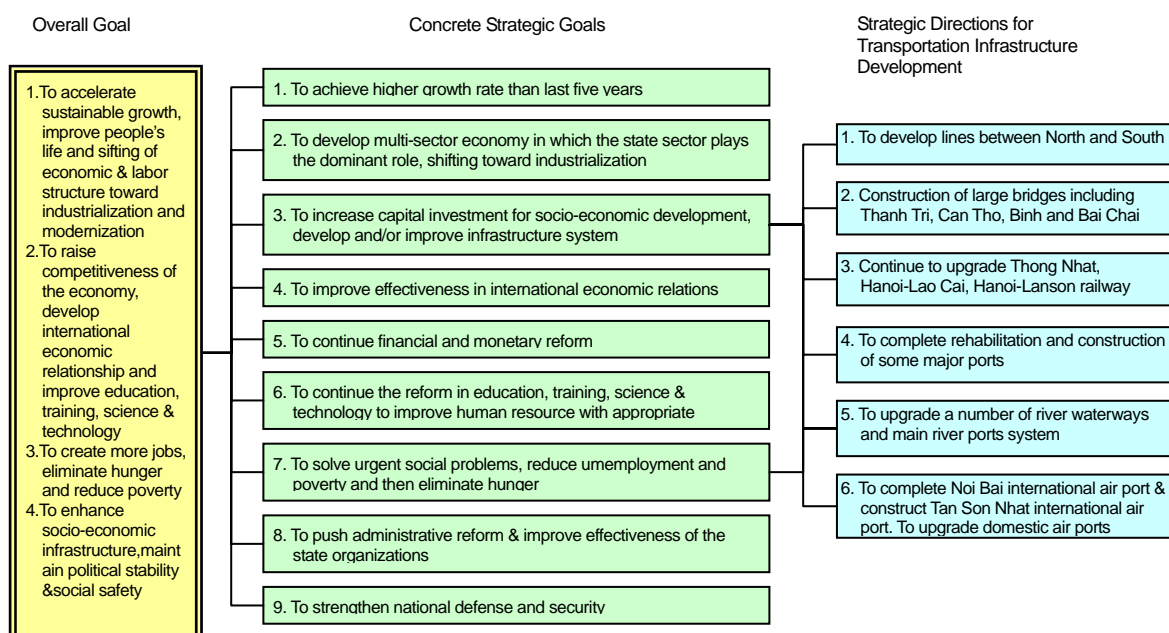 Overall Goal
Concrete Strategic Goals
Strategic Directions for
Transportation Infrastructure
Development
1.To accelerate
sustainable growth,
improve people's
life and sifting of
economic & labor
structure toward
industrialization and
modernization
2.To raise
competitiveness of
the economy,
develop
international
economic
relationship and
improve education,
training, science &
technology
3.To create more jobs,
eliminate hunger
and reduce poverty
4.To enhance
socio-economic
infrastructure,maint
ain political stability
&social safety
1. To achieve higher growth rate than last five years
2. To develop multi-sector economy in which the state sector plays
the dominant role, shifting toward industrialization
3. To increase capital investment for socio-economic development,
develop and/or improve infrastructure system
4. To improve effectiveness in international economic relations
5. To continue financial and monetary reform
6. To continue the reform in education, training, science &
technology to improve human resource with appropriate
7. To solve urgent social problems, reduce umemployment and
poverty and then eliminate hunger
8. To push administrative reform & improve effectiveness of the
state organizations
9. To strengthen national defense and security
1. To develop lines between North and South
2. Construction of large bridges including
Thanh Tri, Can Tho, Binh and Bai Chai
3. Continue to upgrade Thong Nhat,
Hanoi-Lao Cai, Hanoi-Lanson railway
4. To complete rehabilitation and construction
of some major ports
5. To upgrade a number of river waterways
and main river ports system
6. To complete Noi Bai international air port &
construct Tan Son Nhat international air
port. To upgrade domestic air ports